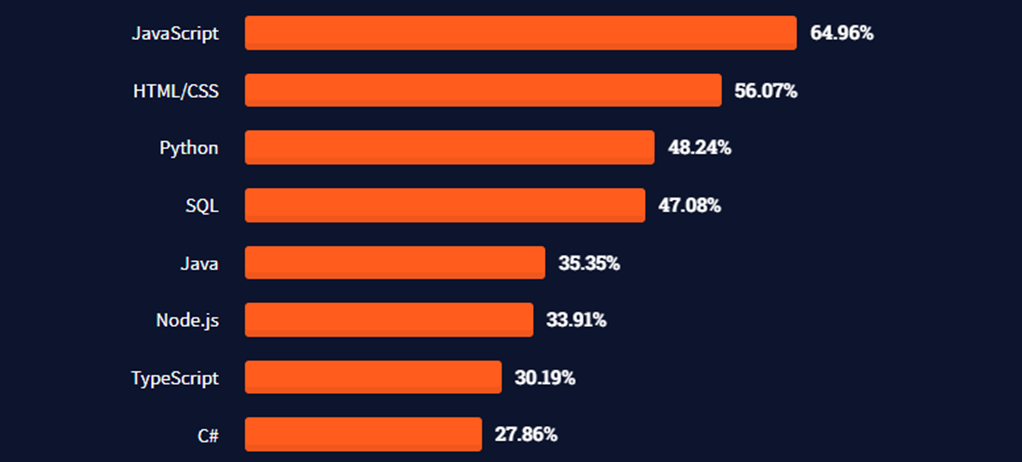 JavaScript 64.96%
HTML/CSS 56.07%
Python 48.24%
SQL 47.08%
Java 35.35%
Node.js 33.91%
TypeScript 30.19%
C# 27.86%